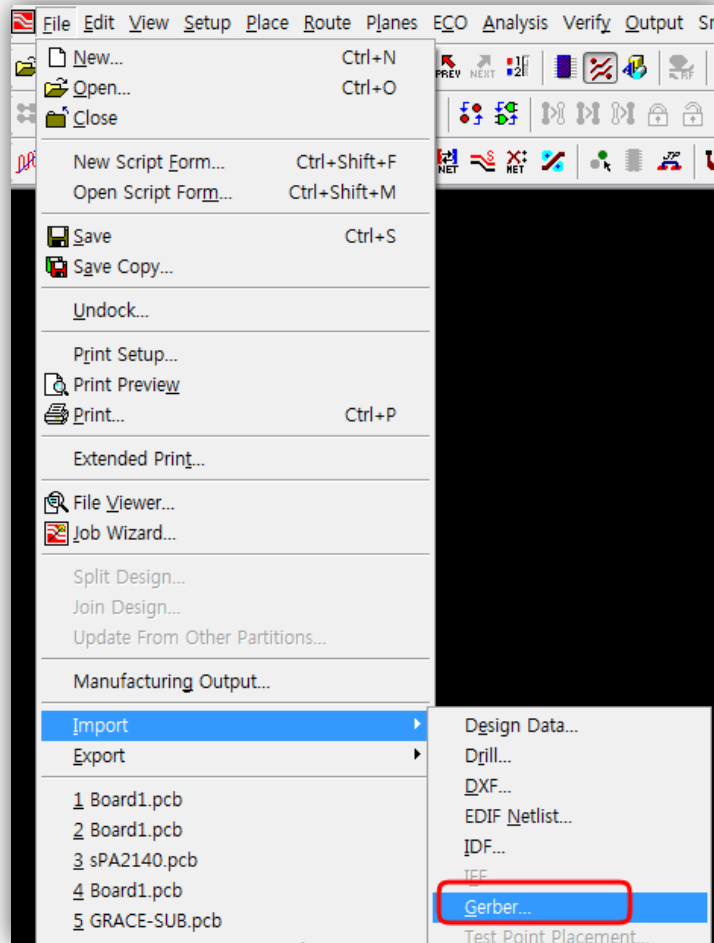 File Edit View Setup Place Route Planes ECO Analysis Verify Output
New... Ctrl+N
Open... Ctrl+O
Close
New Script Form... Ctrl+Shift+F
Open Script Form... Ctrl+Shift+M
Save Ctrl+S
Save Copy...
Undock...
Print Setup...
Print Preview
Print... Ctrl+P
Extended Print...
File Viewer...
Job Wizard...
Split Design...
Join Design...
Update From Other Partitions...
Manufacturing Output...
Import
Export
1 Board1.pcb
2 Board1.pcb
3 sPA2140.pcb
4 Board1.pcb
5 GRACE-SUB.pcb
Design Data...
Drill...
DXF...
EDIF Netlist...
IDF...
Gerber...
Test Point Placement...
PREV NEXT
RF
NET NET